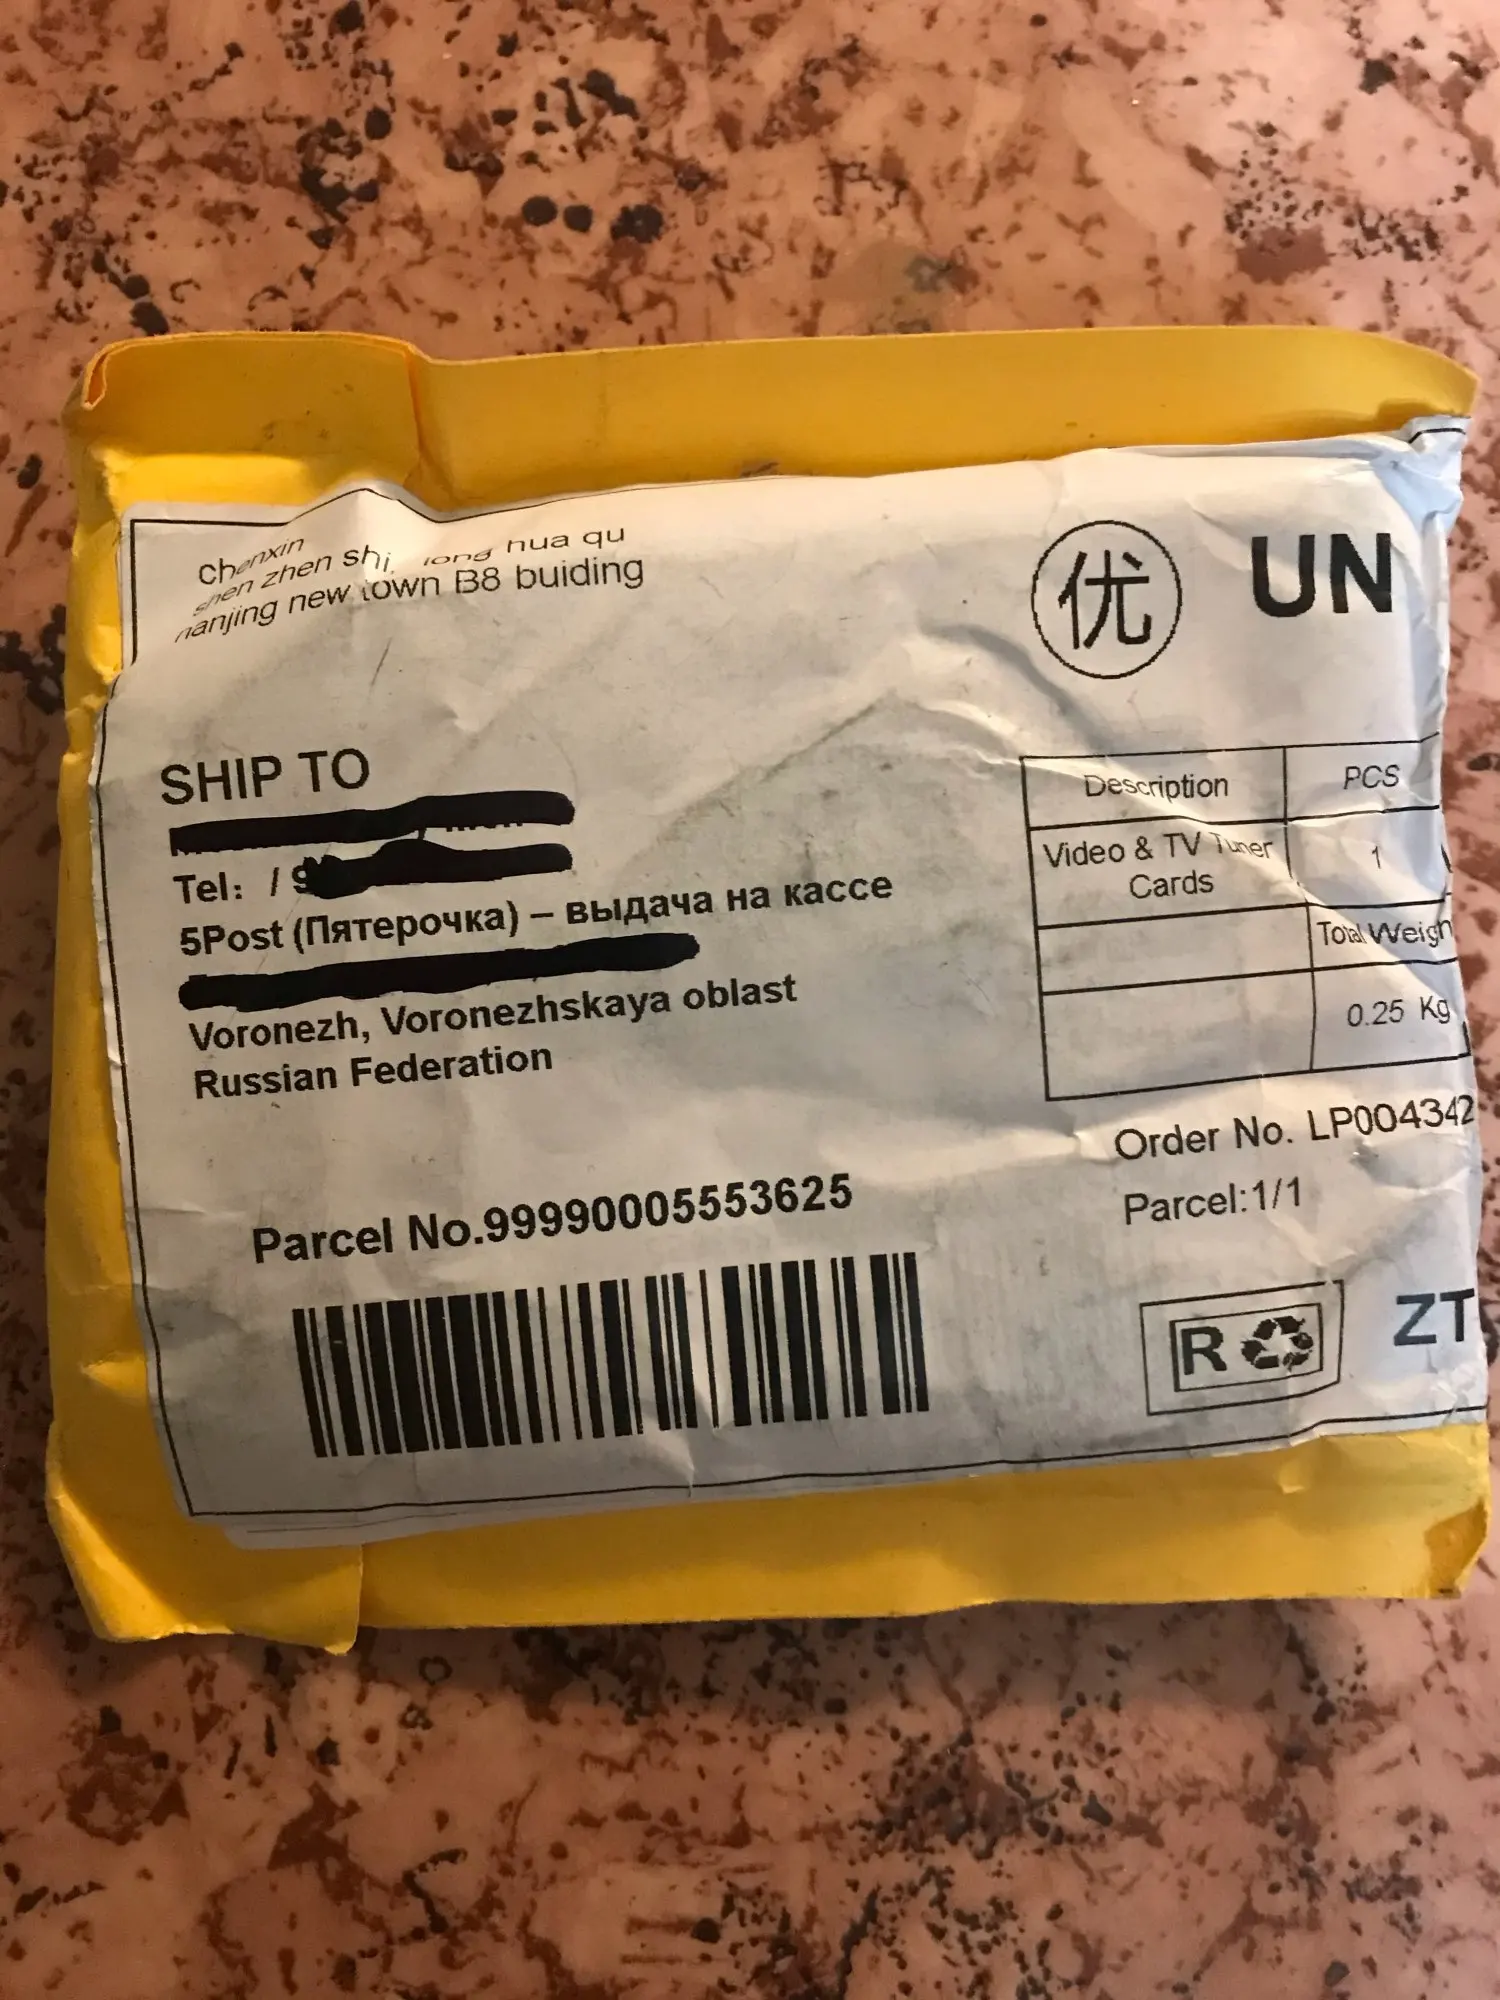 chenxin
shen zhen shi, long hua qu
nanjing new town B8 buiding
优
UN
SHIP TO
Tel: / 9
5Post (Пятерочка) – выдача на кассе
Voronezh, Voronezhskaya oblast
Russian Federation
Description PCS
Video & TV Tuner 1
Cards
Total Weigh
0.25 Kg
Order No. LP004342
Parcel:1/1
Parcel No.99990005553625
R
ZT